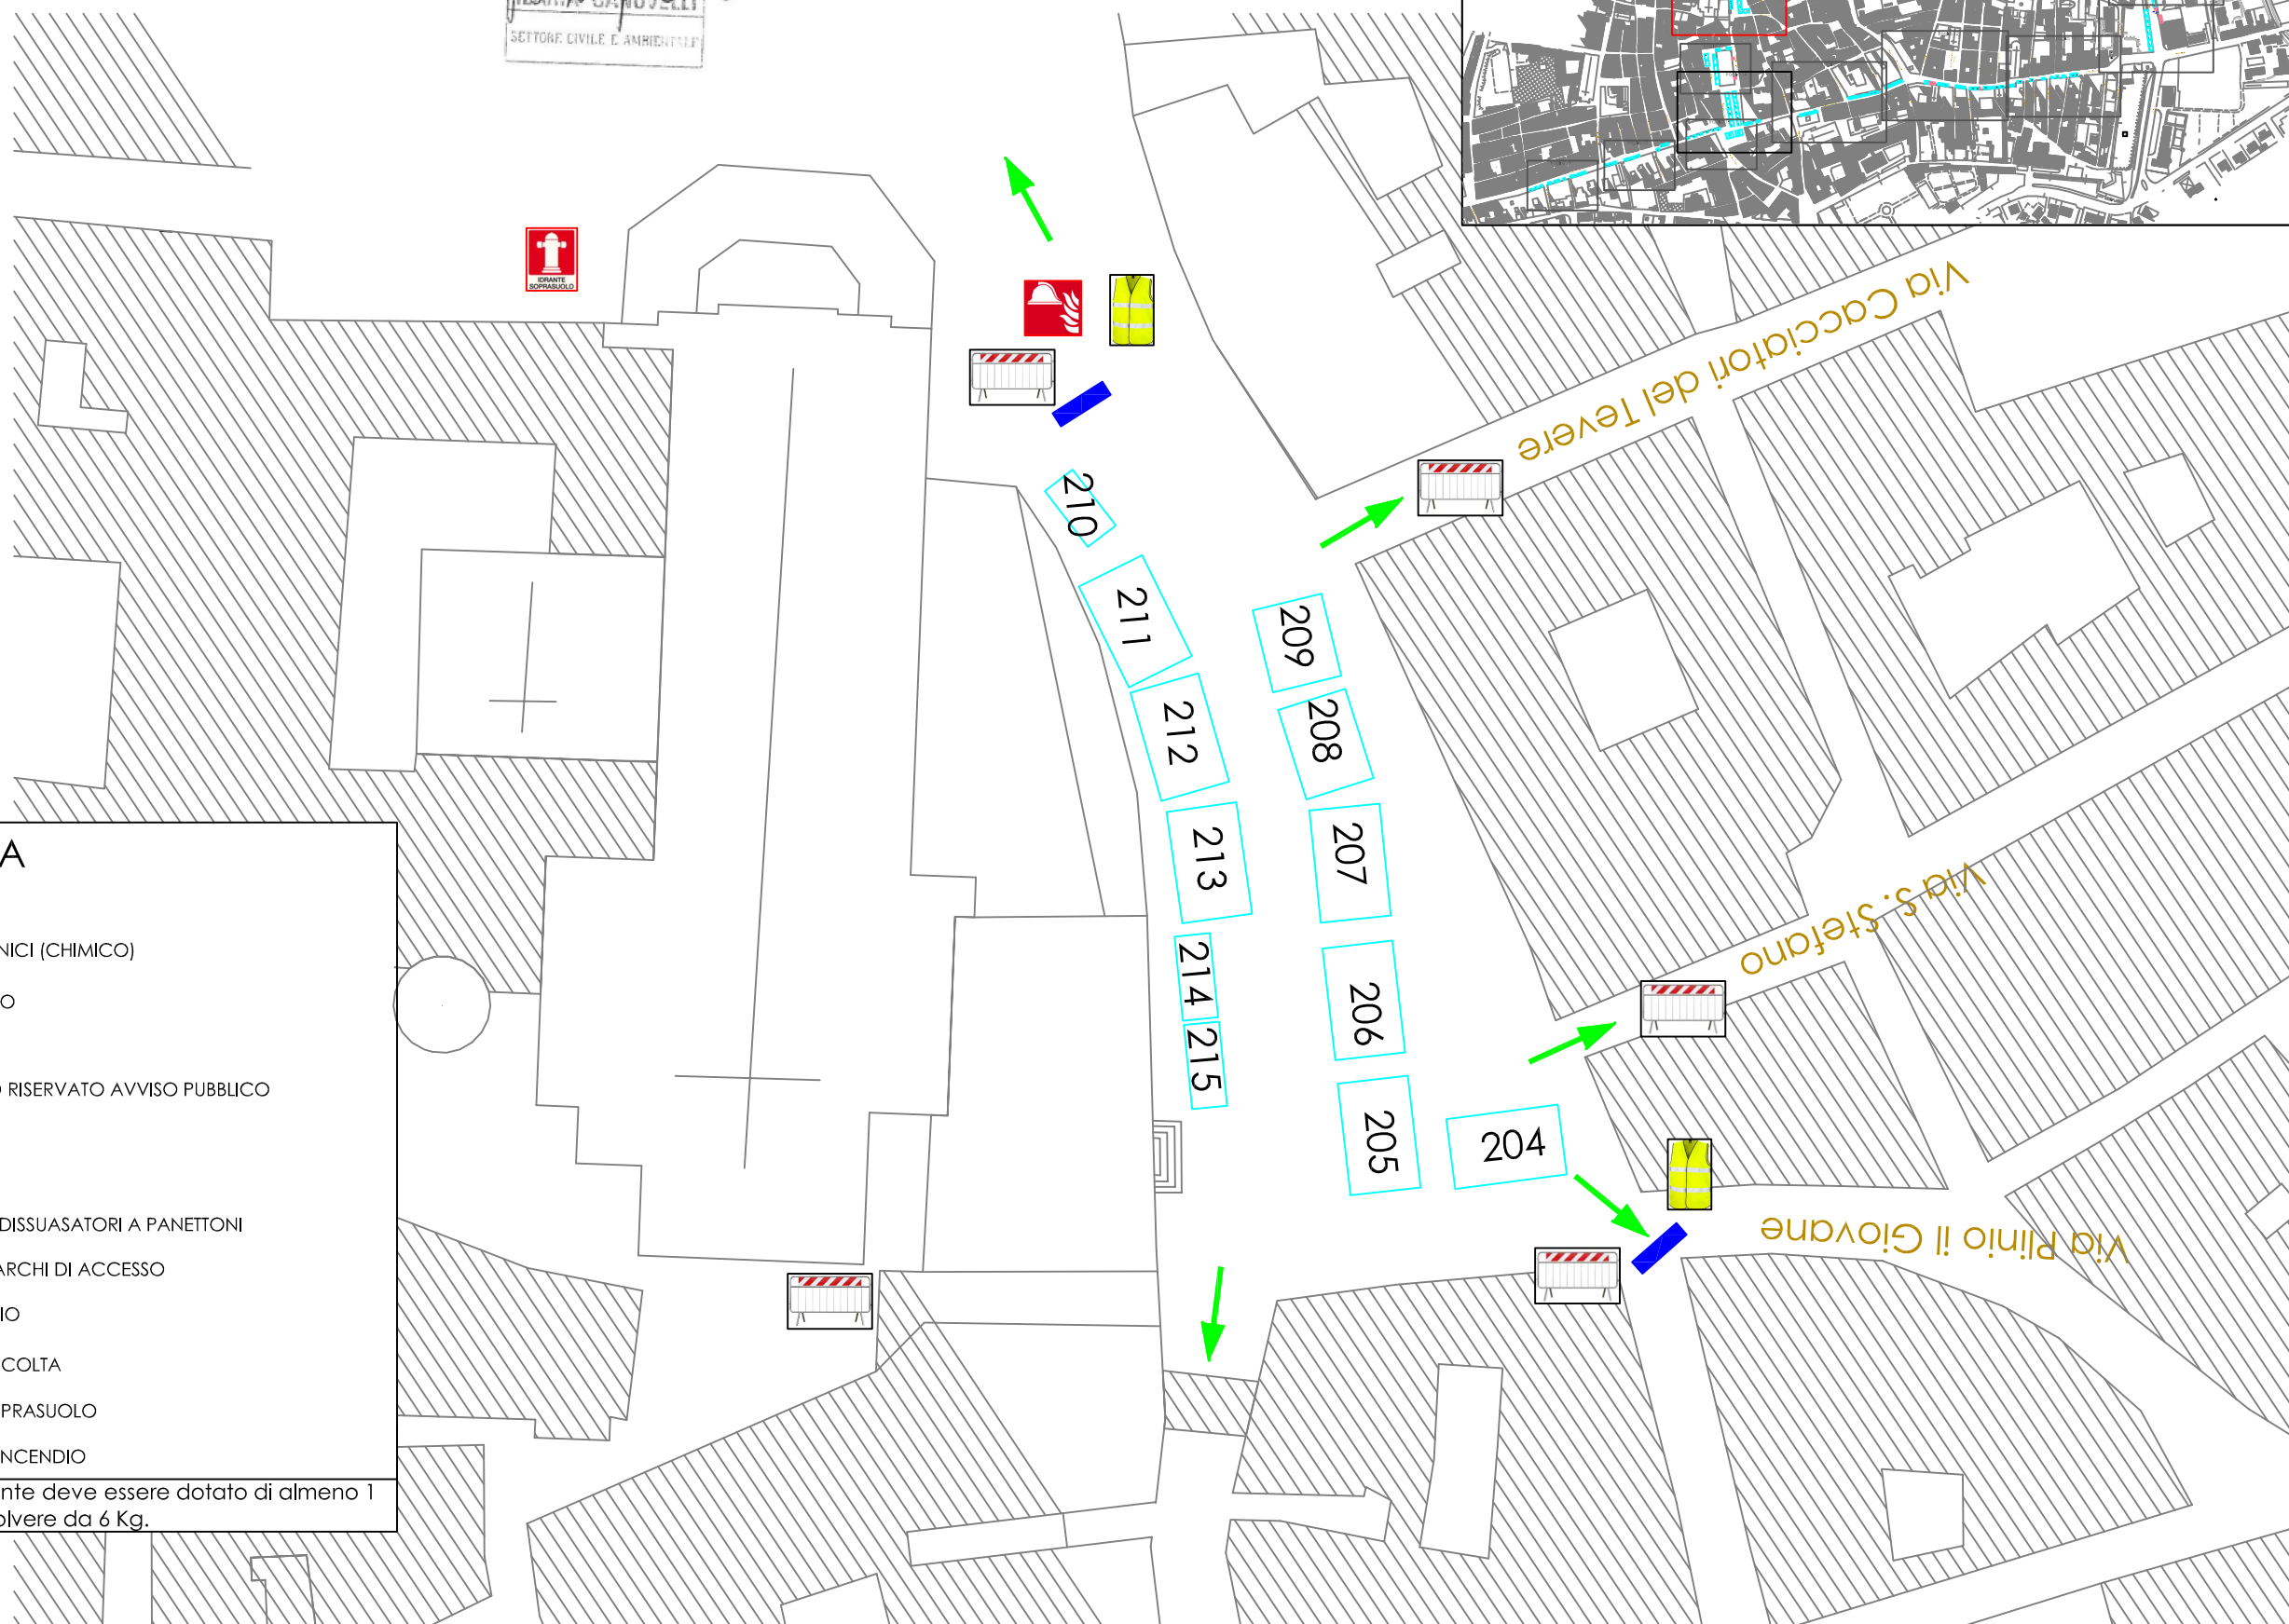 SETTORE CIVILE E AMBIENTALE
IDRANTE
SOPRASUOLO
Via Cacciatori del Tevere
210
211
209
212
208
213
207
214
206
215
205
204
Via S. Stefano
Via Plinio il Giovane
A
NICI (CHIMICO)
O
RISERVATO AVVISO PUBBLICO
DISSUASATORI A PANETTONI
ARCHI DI ACCESSO
IO
COLTA
PRASUOLO
NCENDIO
nte deve essere dotato di almeno 1
olvere da 6 Kg.